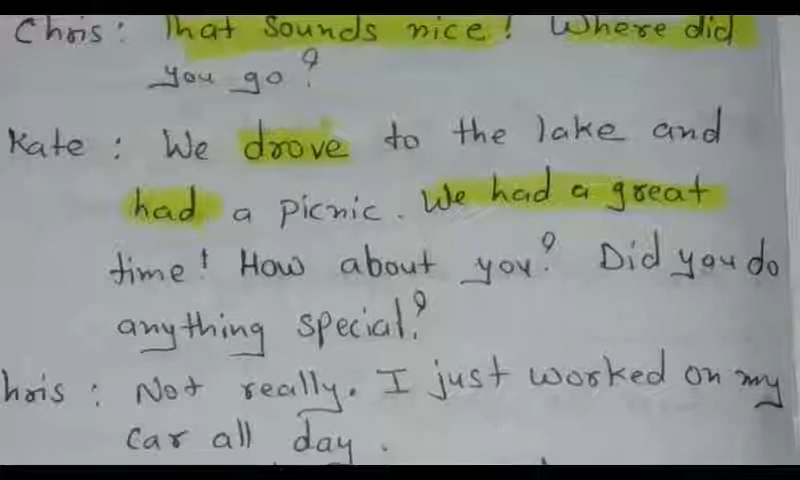 Chris: That sounds nice! Where did
you go?
Kate: We drove to the lake and
had a picnic. We had a great
time! How about you? Did you do
anything special?
hris: Not really. I just worked on my
car all day.